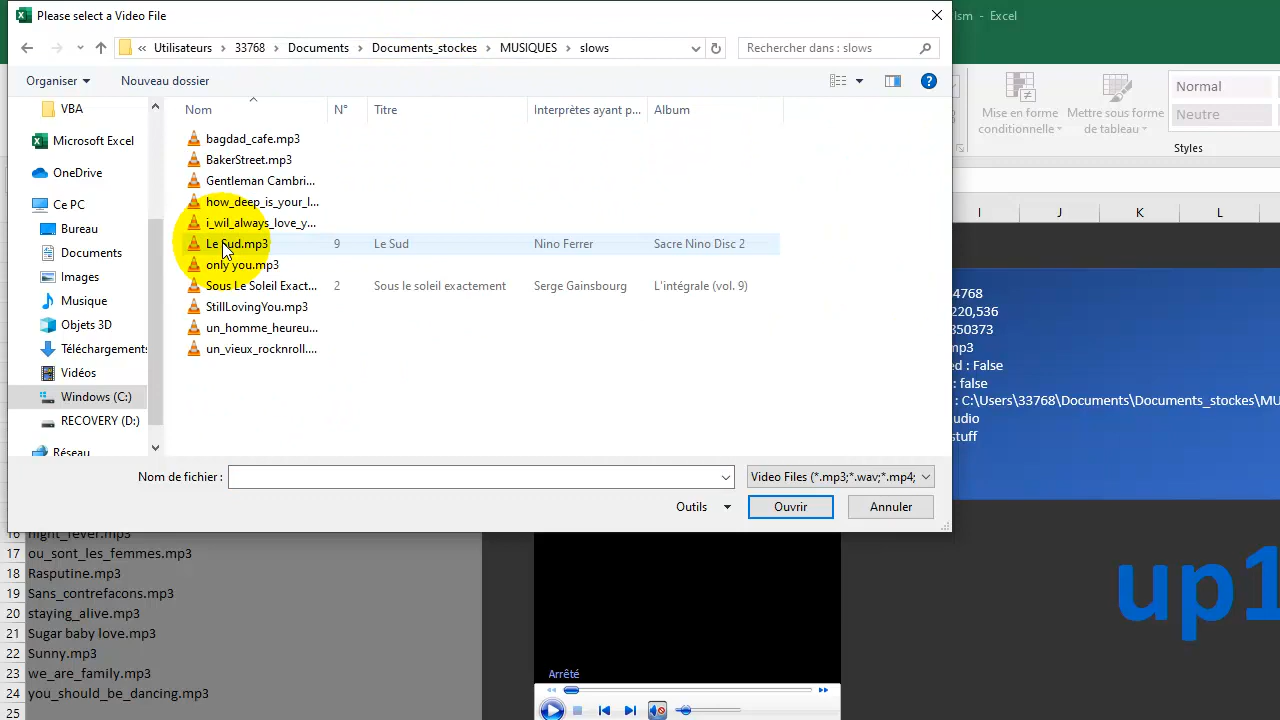 Please select a Video File
lsm - Excel
Utilisateurs > 33768 > Documents > Documents_stockes > MUSIQUES > slows
Rechercher dans : slows
Organiser
Nouveau dossier
Normal
Neutre
Mise en forme
conditionnelle
Mettre sous forme
de tableau
Styles
VBA
Microsoft Excel
OneDrive
Ce PC
Bureau
Documents
Images
Musique
Objets 3D
Téléchargements
Vidéos
Windows (C:)
RECOVERY (D:)
Réseau
Nom N° Titre Interprètes ayant p... Album
bagdad_cafe.mp3
BakerStreet.mp3
Gentleman Cambri...
how_deep_is_your_l...
i_wil_always_love_y...
Le Sud.mp3 9 Le Sud Nino Ferrer Sacre Nino Disc 2
only you.mp3
Sous Le Soleil Exact... 2 Sous le soleil exactement Serge Gainsbourg L'intégrale (vol. 9)
StillLovingYou.mp3
un_homme_heureu...
un_vieux_rocknroll....
Nom de fichier :
Video Files (*.mp3;*.wav;*.mp4;
Outils
Ouvrir
Annuler
I J K L
4768
220,536
350373
mp3
ed : False
: false
: C:\Users\33768\Documents\Documents_stockes\MU
udio
stuff
up1
16 night_fever.mp3
17 ou_sont_les_femmes.mp3
18 Rasputine.mp3
19 Sans_contrefacons.mp3
20 staying_alive.mp3
21 Sugar baby love.mp3
22 Sunny.mp3
23 we_are_family.mp3
24 you_should_be_dancing.mp3
25
Arrêté